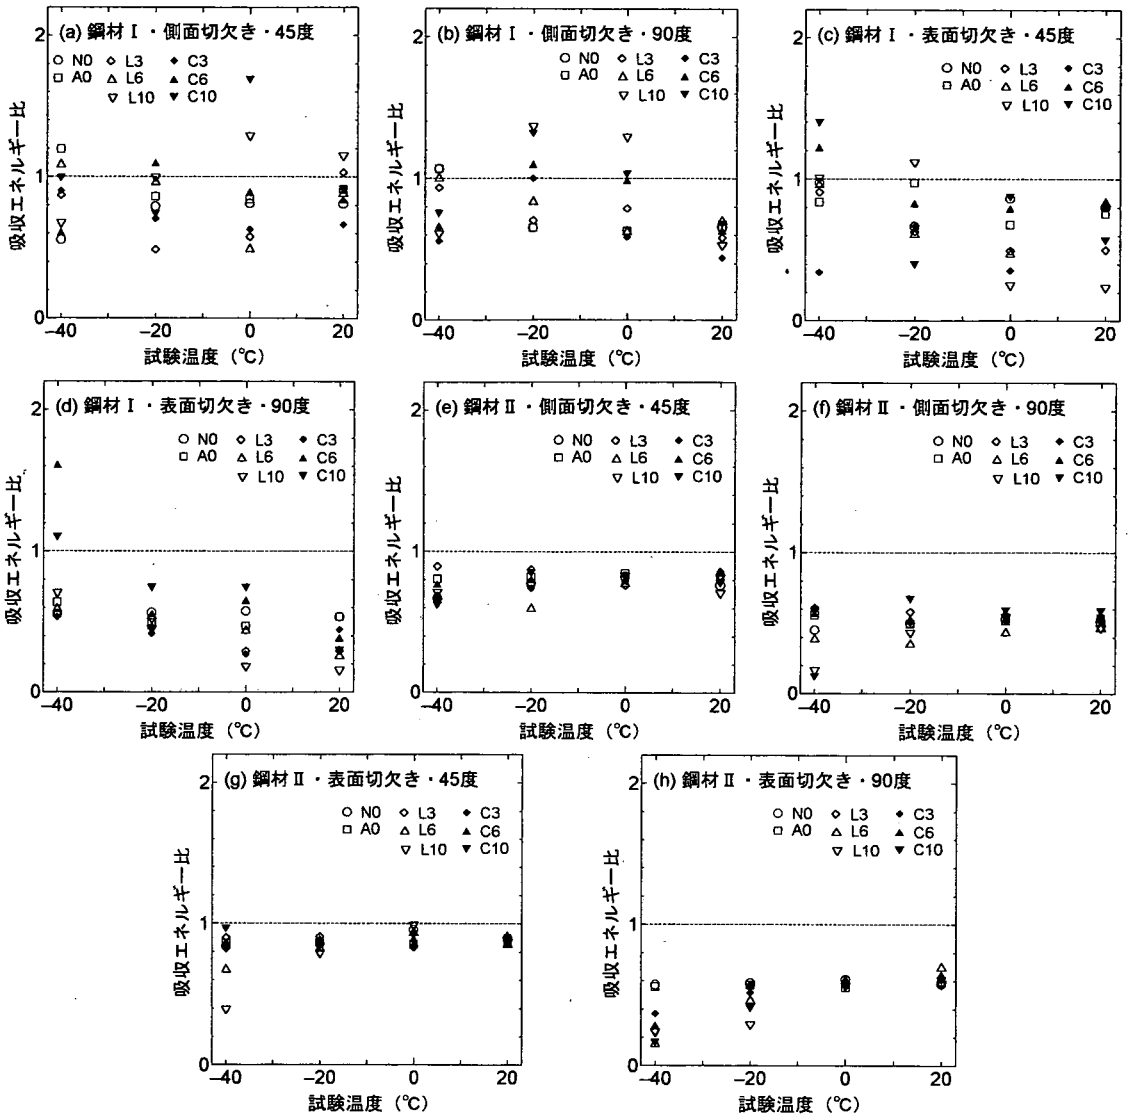 (a) 鋼材Ⅰ・側面切欠き・45度
N0 L3 C3
A0 L6 C6
L10 C10
吸収エネルギー比
2
1
0
−40 −20 0 20
試験温度（℃）
(b) 鋼材Ⅰ・側面切欠き・90度
N0 L3 C3
A0 L6 C6
L10 C10
吸収エネルギー比
2
1
0
−40 −20 0 20
試験温度（℃）
(c) 鋼材Ⅰ・表面切欠き・45度
N0 L3 C3
A0 L6 C6
L10 C10
吸収エネルギー比
2
1
0
−40 −20 0 20
試験温度（℃）
(d) 鋼材Ⅰ・表面切欠き・90度
N0 L3 C3
A0 L6 C6
L10 C10
吸収エネルギー比
2
1
0
−40 −20 0 20
試験温度（℃）
(e) 鋼材Ⅱ・側面切欠き・45度
N0 L3 C3
A0 L6 C6
L10 C10
吸収エネルギー比
2
1
0
−40 −20 0 20
試験温度（℃）
(f) 鋼材Ⅱ・側面切欠き・90度
N0 L3 C3
A0 L6 C6
L10 C10
吸収エネルギー比
2
1
0
−40 −20 0 20
試験温度（℃）
(g) 鋼材Ⅱ・表面切欠き・45度
N0 L3 C3
A0 L6 C6
L10 C10
吸収エネルギー比
2
1
0
−40 −20 0 20
試験温度（℃）
(h) 鋼材Ⅱ・表面切欠き・90度
N0 L3 C3
A0 L6 C6
L10 C10
吸収エネルギー比
2
1
0
−40 −20 0 20
試験温度（℃）